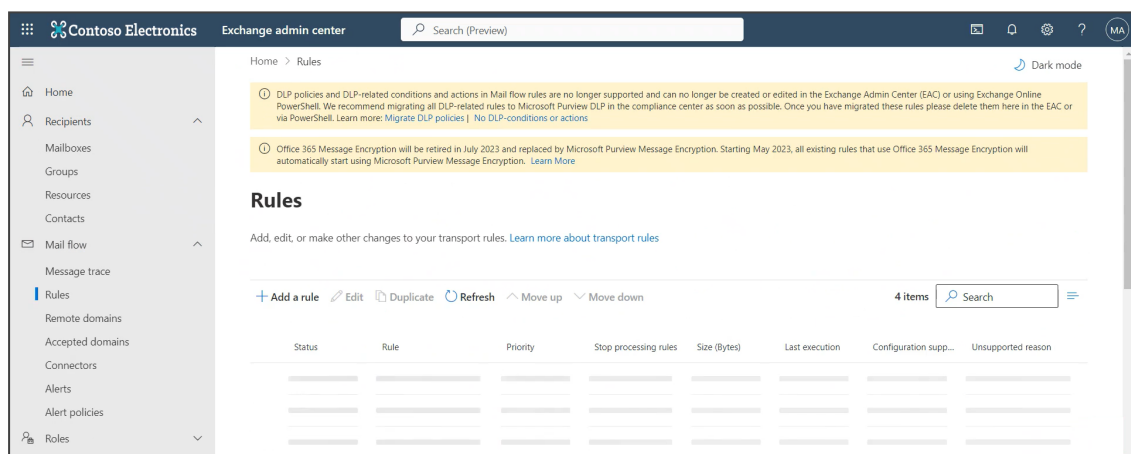 Contoso Electronics Exchange admin center Search (Preview) ? MA
Home > Rules Dark mode
Home
Recipients
Mailboxes
Groups
Resources
Contacts
Mail flow
Message trace
Rules
Remote domains
Accepted domains
Connectors
Alerts
Alert policies
Roles
DLP policies and DLP-related conditions and actions in Mail flow rules are no longer supported and can no longer be created or edited in the Exchange Admin Center (EAC) or using Exchange Online
PowerShell. We recommend migrating all DLP-related rules to Microsoft Purview DLP in the compliance center as soon as possible. Once you have migrated these rules please delete them here in the EAC or
via PowerShell. Learn more: Migrate DLP policies | No DLP-conditions or actions
Office 365 Message Encryption will be retired in July 2023 and replaced by Microsoft Purview Message Encryption. Starting May 2023, all existing rules that use Office 365 Message Encryption will
automatically start using Microsoft Purview Message Encryption. Learn More
Rules
Add, edit, or make other changes to your transport rules. Learn more about transport rules
Add a rule Edit Duplicate Refresh Move up Move down 4 items Search
Status Rule Priority Stop processing rules Size (Bytes) Last execution Configuration supp... Unsupported reason